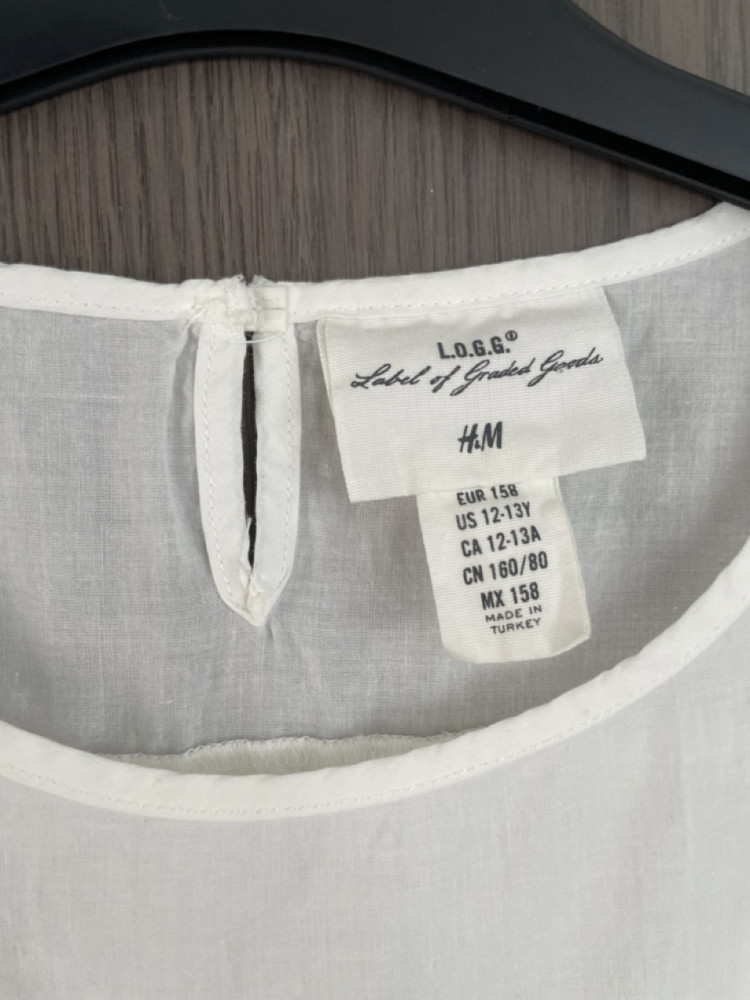 L.O.G.G.®
Label of Graded Goods
H&M
EUR 158
US 12-13Y
CA 12-13A
CN 160/80
MX 158
MADE IN
TURKEY